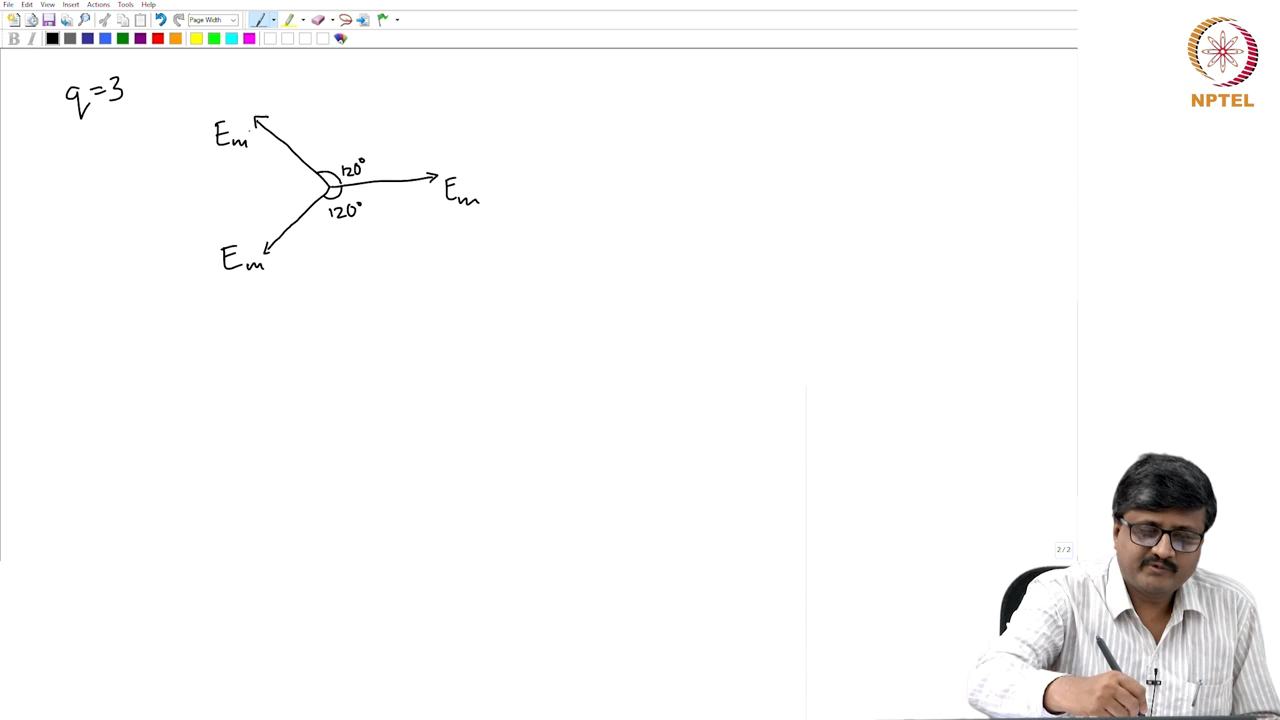 File Edit View Insert Actions Tools Help
Page Width
B I
NPTEL
q=3
Em
120°
Em
120°
Em
2 / 2